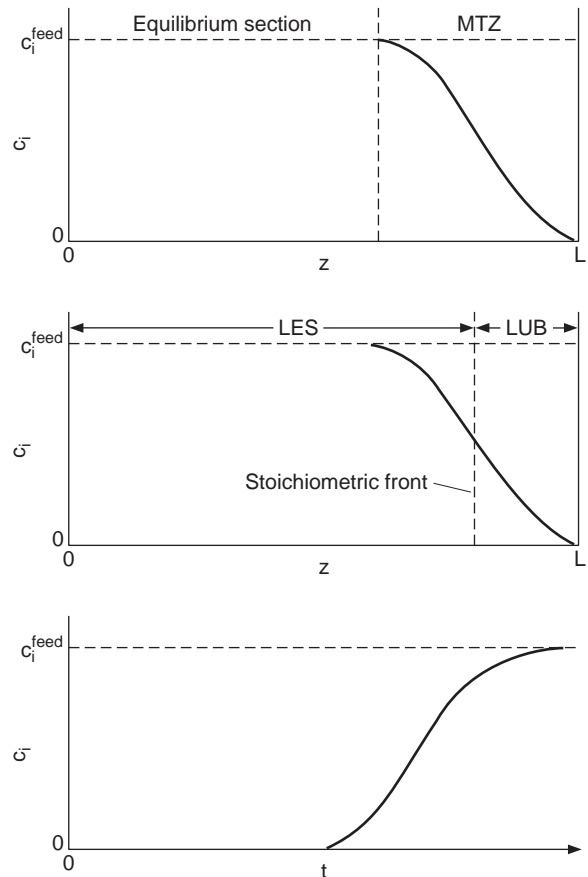 Equilibrium section MTZ
c_i^feed
c_i
0
0 z L
LES LUB
c_i^feed
c_i
Stoichiometric front
0
0 z L
c_i^feed
c_i
0
0 t